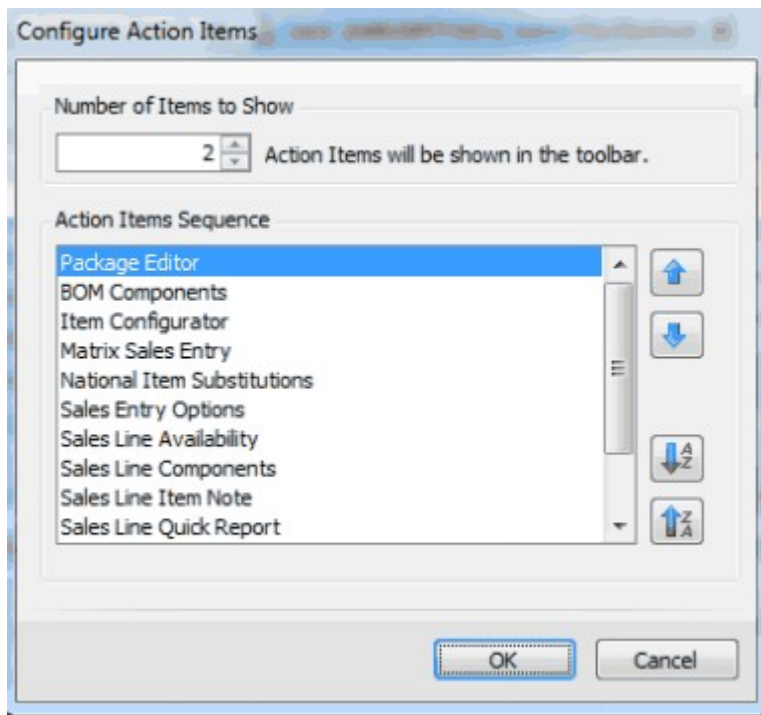 Configure Action Items
Number of Items to Show
2 Action Items will be shown in the toolbar.
Action Items Sequence
Package Editor
BOM Components
Item Configurator
Matrix Sales Entry
National Item Substitutions
Sales Entry Options
Sales Line Availability
Sales Line Components
Sales Line Item Note
Sales Line Quick Report
A
Z
Z
A
OK Cancel